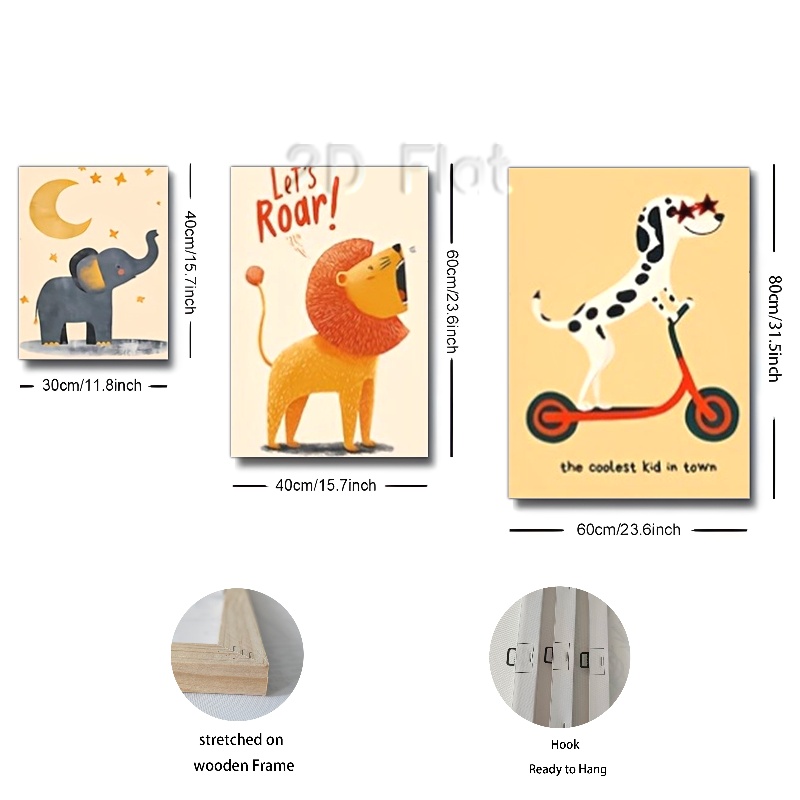 3D Flat
LET'S
ROAR!
the coolest kid in town
40cm/15.7inch
60cm/23.6inch
80cm/31.5inch
30cm/11.8inch
40cm/15.7inch
60cm/23.6inch
stretched on
wooden Frame
Hook
Ready to Hang